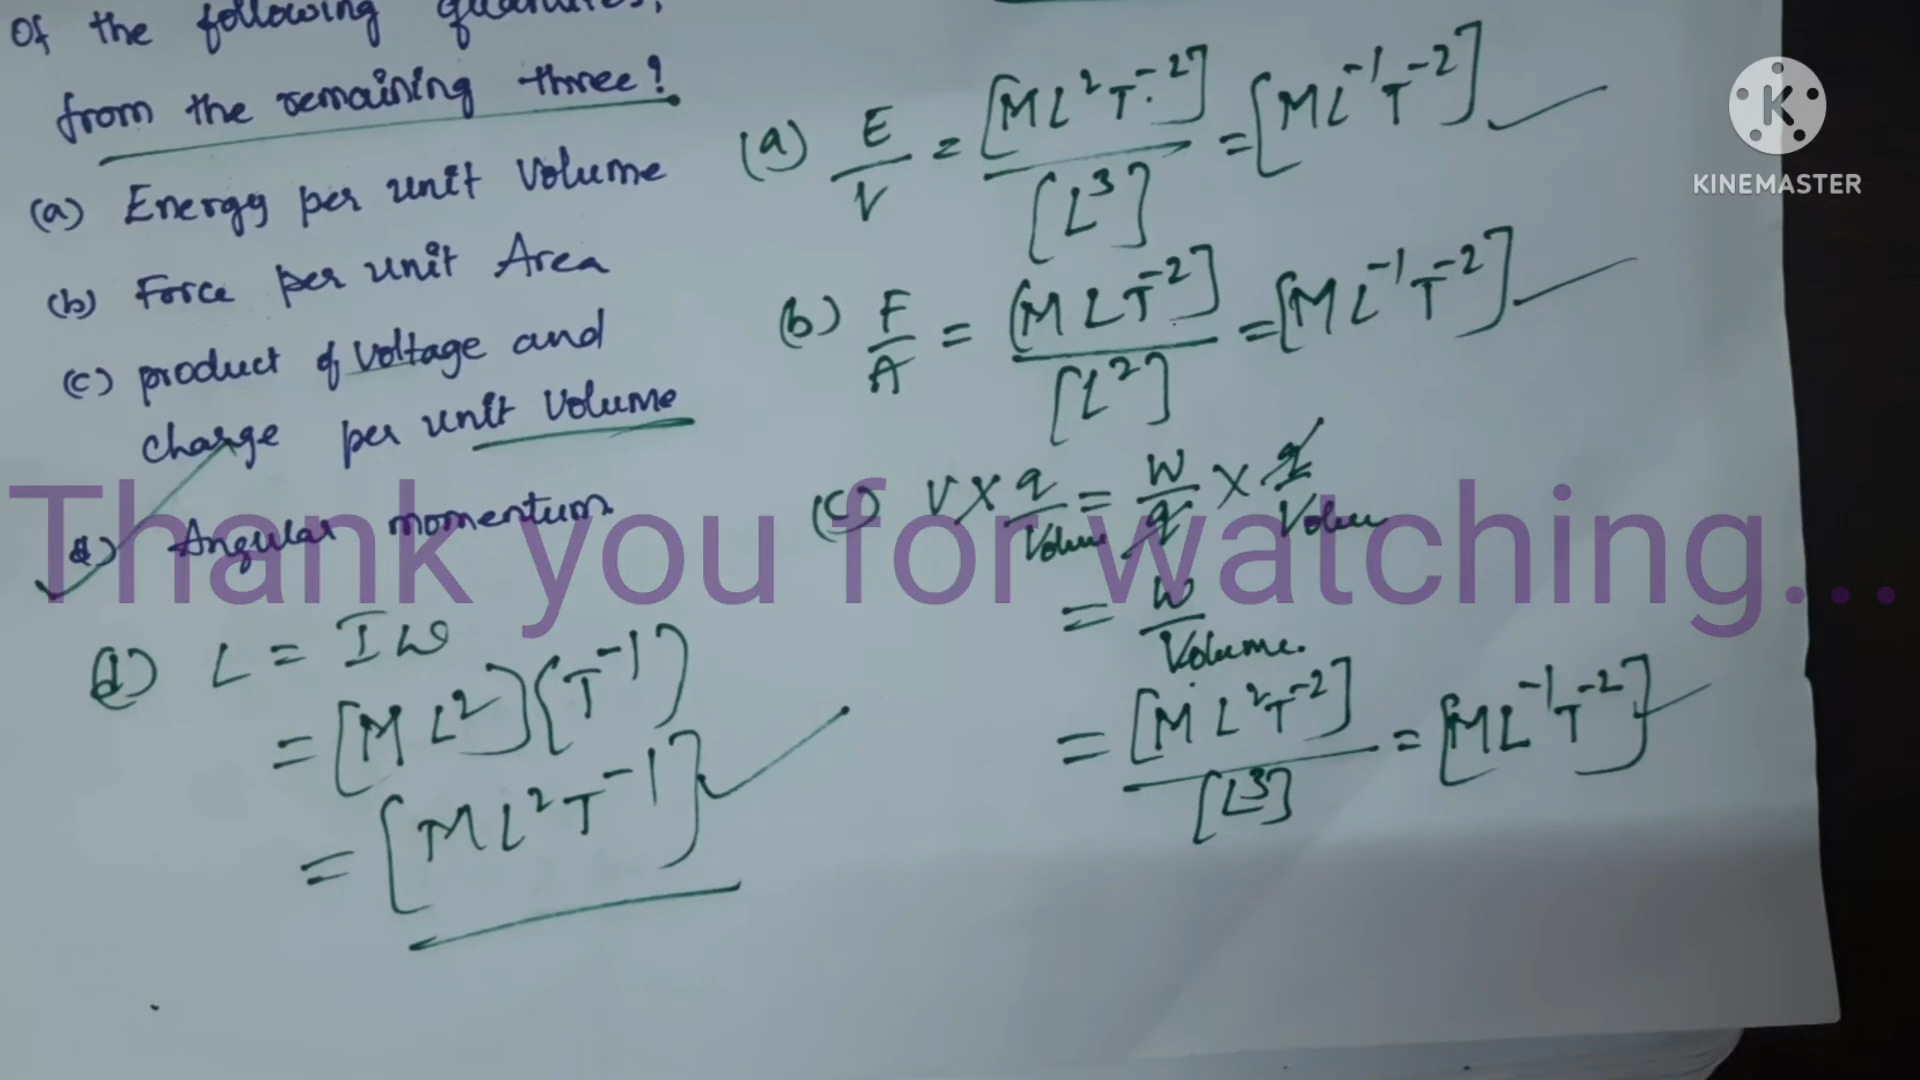 Of the following quantities,
from the remaining three?
(a) Energy per unit Volume
(b) Force per unit Area
(c) product of Voltage and
charge per unit Volume
(d) Angular momentum
d) L = Iω
= [ML²][T⁻¹]
= [ML²T⁻¹]
(a) E/V = [ML²T⁻²]/[L³] = [ML⁻¹T⁻²]
(b) F/A = [MLT⁻²]/[L²] = [ML⁻¹T⁻²]
(c) V × q/Volume = W/q × q/Volume
= W/Volume.
= [ML²T⁻²]/[L³] = [ML⁻¹T⁻²]
Thank you for watching...
K
KINEMASTER